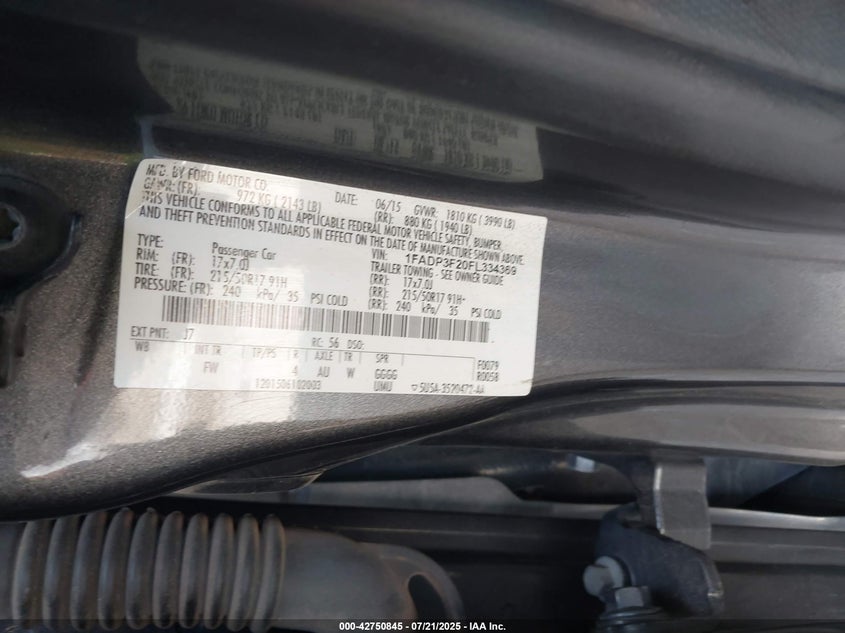 MFD. BY FORD MOTOR CO.
DATE: 06/15 GVWR: 1810 KG (3990 LB)
GAWR: (FR) 972 KG (2143 LB) (RR) 880 KG (1940 LB)
THIS VEHICLE CONFORMS TO ALL APPLICABLE FEDERAL MOTOR VEHICLE SAFETY, BUMPER
AND THEFT PREVENTION STANDARDS IN EFFECT ON THE DATE OF MANUFACTURE SHOWN ABOVE.
VIN: 1FADP3F20FL334369
TYPE: Passenger Car TRAILER TOWING - SEE OWNER GUIDE
RIM: (FR) 17x7.0J (RR): 17x7.0J
TIRE: (FR) 215/50R17 91H (RR): 215/50R17 91H
PRESSURE: (FR): 240 kPa/ 35 PSI COLD (RR): 240 kPa/ 35 PSI COLD
EXT PNT: J7 RC: 56 DSO:
WB INT TR TP/PS R AXLE TR SPR F0079
FW 4 AU W GGGG R0058
UMU
120150610 2003 5USA-3520472-AA
000-42750845 - 07/21/2025 - IAA Inc.